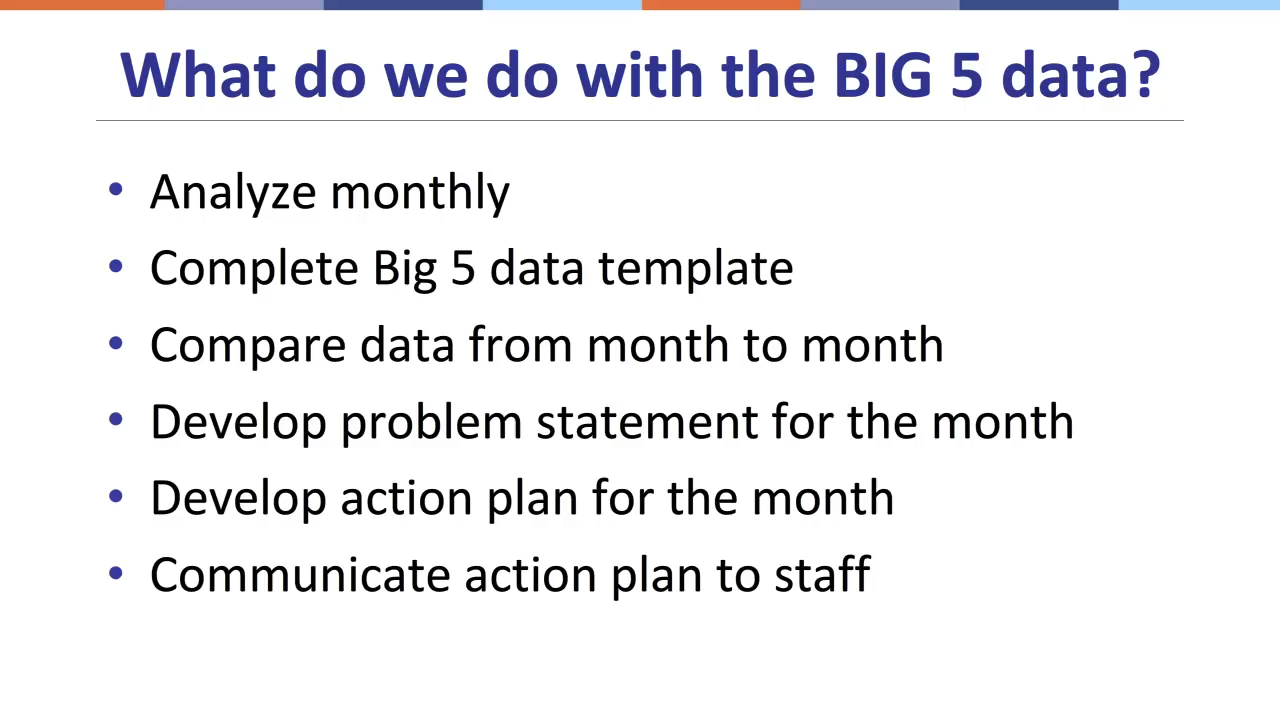 What do we do with the BIG 5 data?
• Analyze monthly
• Complete Big 5 data template
• Compare data from month to month
• Develop problem statement for the month
• Develop action plan for the month
• Communicate action plan to staff